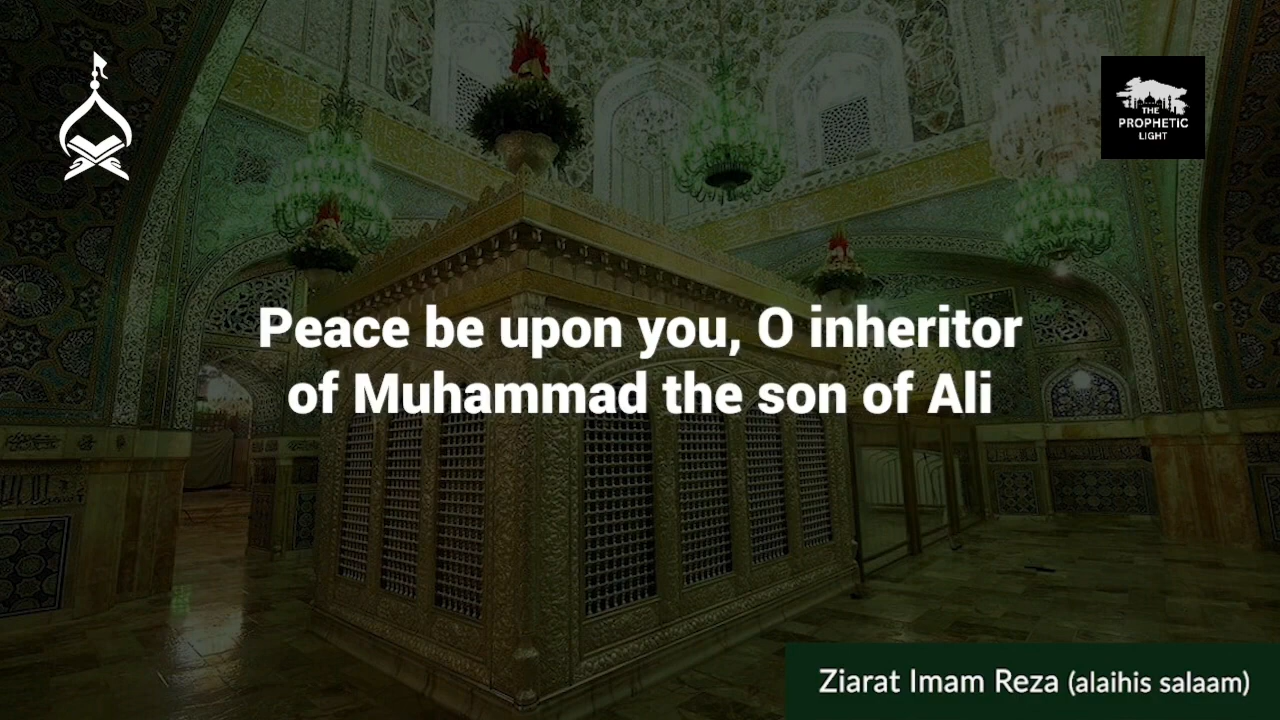 THE
PROPHETIC
LIGHT
Peace be upon you, O inheritor
of Muhammad the son of Ali
Ziarat Imam Reza (alaihis salaam)